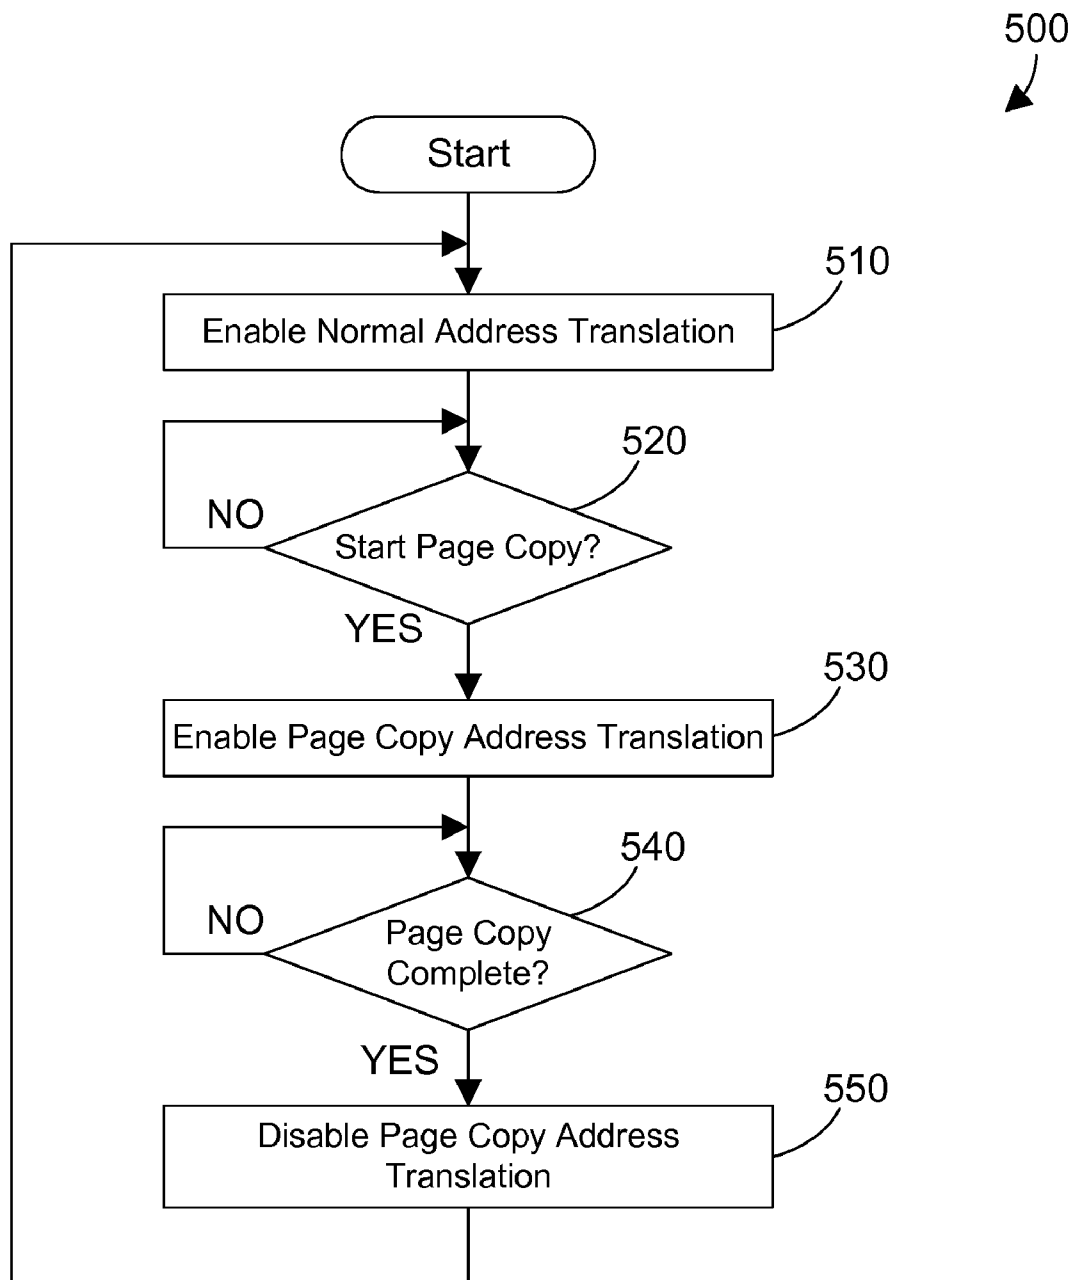 500
Start
510
Enable Normal Address Translation
520
NO
Start Page Copy?
YES
530
Enable Page Copy Address Translation
540
NO
Page Copy
Complete?
YES
550
Disable Page Copy Address
Translation